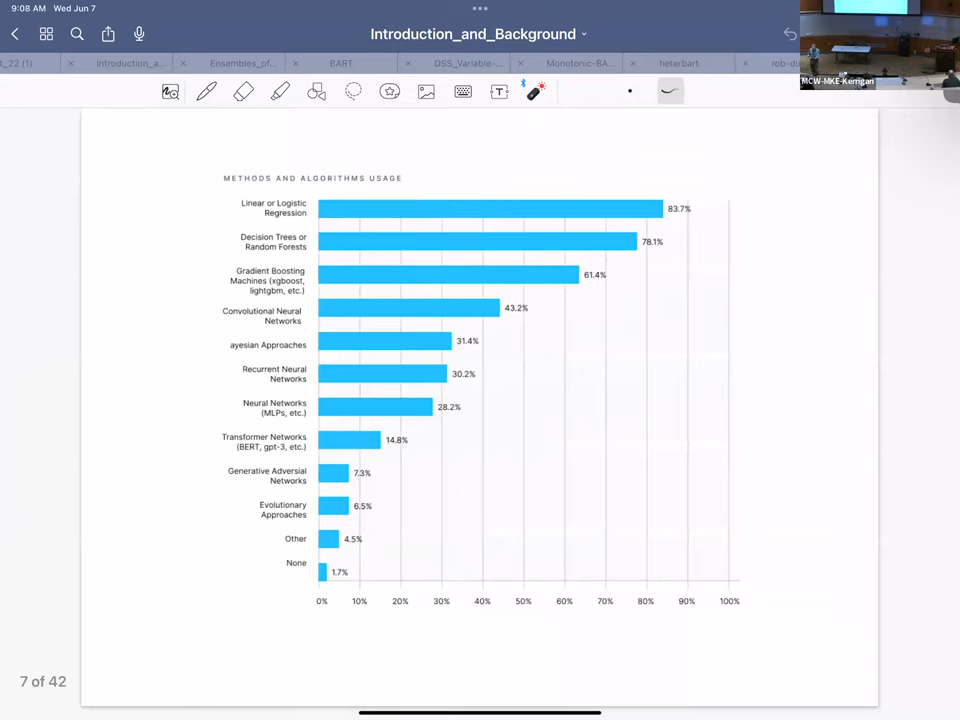 9:08 AM Wed Jun 7
Introduction_and_Background
t_22 (1)
introduction_a...
Ensembles_of...
BART
DSS_Variable-...
Monotonic-BA...
heterbart
rob-du
MCW-MKE-Kerrigan
METHODS AND ALGORITHMS USAGE
Linear or Logistic
Regression
83.7%
Decision Trees or
Random Forests
78.1%
Gradient Boosting
Machines (xgboost,
lightgbm, etc.)
61.4%
Convolutional Neural
Networks
43.2%
ayesian Approaches
31.4%
Recurrent Neural
Networks
30.2%
Neural Networks
(MLPs, etc.)
28.2%
Transformer Networks
(BERT, gpt-3, etc.)
14.8%
Generative Adversial
Networks
7.3%
Evolutionary
Approaches
6.5%
Other
4.5%
None
1.7%
0% 10% 20% 30% 40% 50% 60% 70% 80% 90% 100%
7 of 42